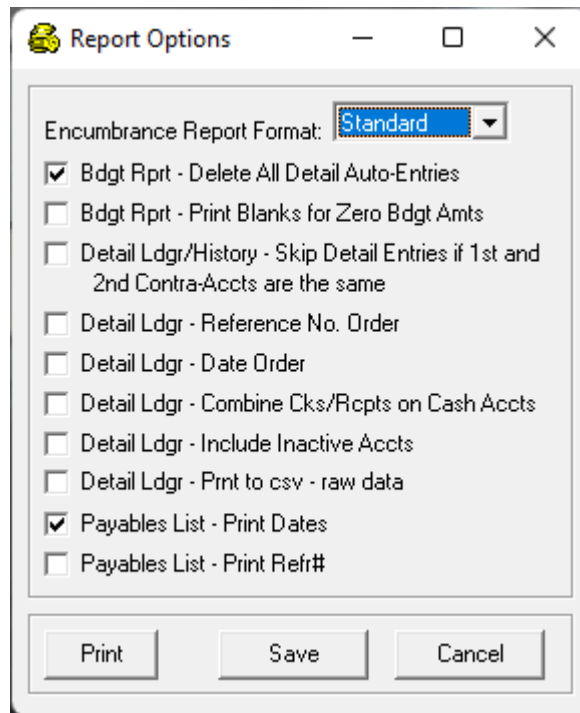 Report Options
Encumbrance Report Format: Standard
Bdgt Rprt - Delete All Detail Auto-Entries
Bdgt Rprt - Print Blanks for Zero Bdgt Amts
Detail Ldgr/History - Skip Detail Entries if 1st and
2nd Contra-Accts are the same
Detail Ldgr - Reference No. Order
Detail Ldgr - Date Order
Detail Ldgr - Combine Cks/Rcpts on Cash Accts
Detail Ldgr - Include Inactive Accts
Detail Ldgr - Prnt to csv - raw data
Payables List - Print Dates
Payables List - Print Refr#
Print Save Cancel